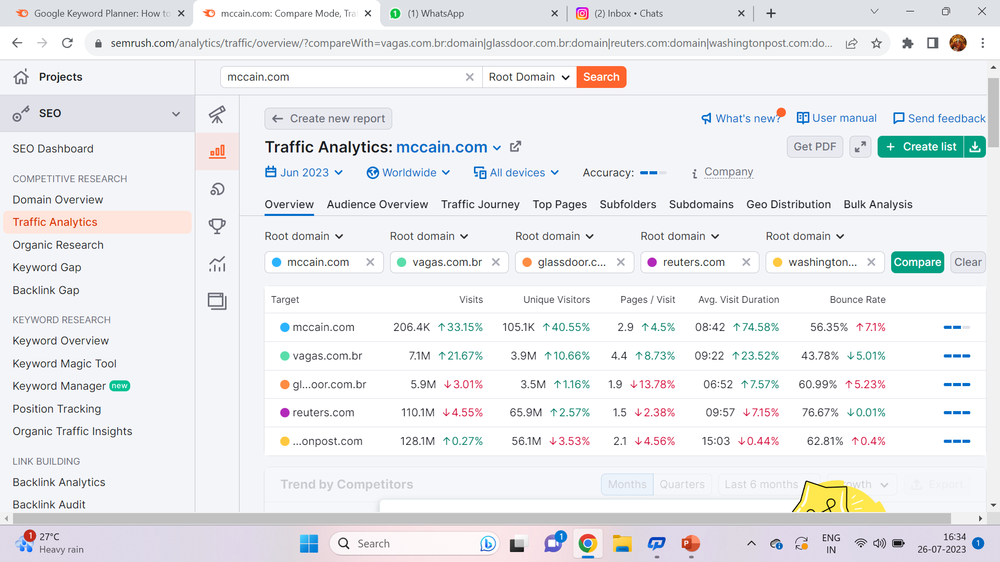 Google Keyword Planner: How to
mccain.com: Compare Mode, Tra
(1) WhatsApp
(2) Inbox • Chats
semrush.com/analytics/traffic/overview/?compareWith=vagas.com.br:domain|glassdoor.com.br:domain|reuters.com:domain|washingtonpost.com:do...
Projects
mccain.com
Root Domain
Search
SEO
Create new report
What's new?
User manual
Send feedback
SEO Dashboard
Traffic Analytics: mccain.com
Get PDF
+ Create list
Jun 2023
Worldwide
All devices
Accuracy:
i Company
COMPETITIVE RESEARCH
Domain Overview
Traffic Analytics
Organic Research
Keyword Gap
Backlink Gap
Overview Audience Overview Traffic Journey Top Pages Subfolders Subdomains Geo Distribution Bulk Analysis
Root domain Root domain Root domain Root domain Root domain
mccain.com vagas.com.br glassdoor.c... reuters.com washington... Compare Clear
Target Visits Unique Visitors Pages / Visit Avg. Visit Duration Bounce Rate
mccain.com 206.4K ↑33.15% 105.1K ↑40.55% 2.9 ↑4.5% 08:42 ↑74.58% 56.35% ↑7.1%
vagas.com.br 7.1M ↑21.67% 3.9M ↑10.66% 4.4 ↑8.73% 09:22 ↑23.52% 43.78% ↓5.01%
gl...oor.com.br 5.9M ↓3.01% 3.5M ↑1.16% 1.9 ↓13.78% 06:52 ↑7.57% 60.99% ↑5.23%
reuters.com 110.1M ↓4.55% 65.9M ↑2.57% 1.5 ↓2.38% 09:57 ↓7.15% 76.67% ↓0.01%
...onpost.com 128.1M ↑0.27% 56.1M ↓3.53% 2.1 ↓4.56% 15:03 ↓0.44% 62.81% ↑0.4%
KEYWORD RESEARCH
Keyword Overview
Keyword Magic Tool
Keyword Manager new
Position Tracking
Organic Traffic Insights
LINK BUILDING
Backlink Analytics
Backlink Audit
Trend by Competitors
Months Quarters
Last 6 months
Export
1
27°C
Heavy rain
Search
1
ENG
IN
16:34
26-07-2023
1